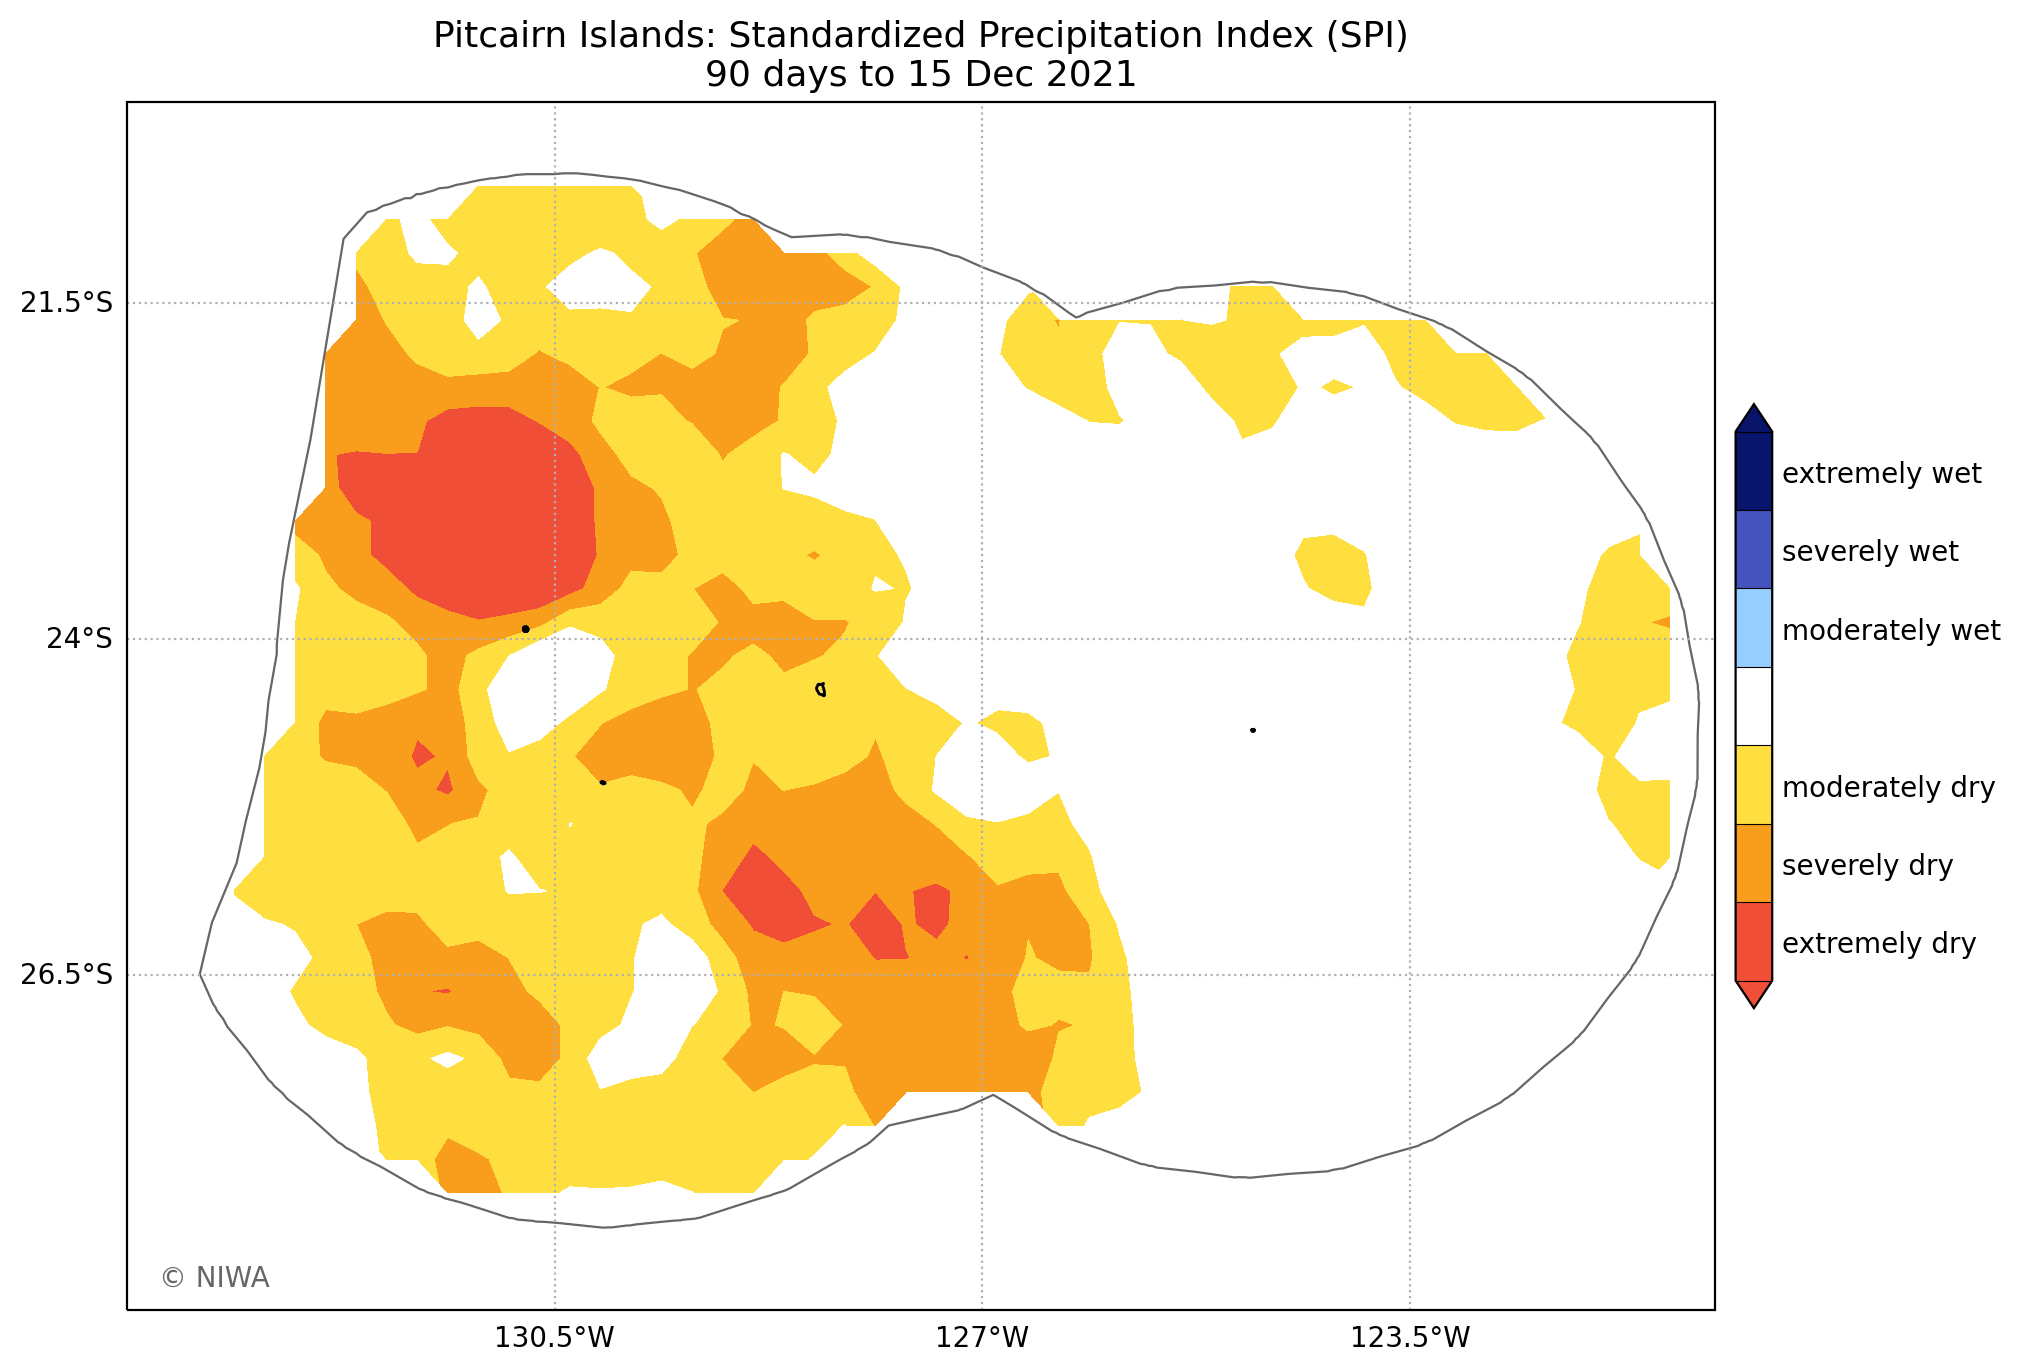 Pitcairn Islands: Standardized Precipitation Index (SPI)
90 days to 15 Dec 2021
21.5°S
24°S
26.5°S
130.5°W
127°W
123.5°W
extremely wet
severely wet
moderately wet
moderately dry
severely dry
extremely dry
© NIWA